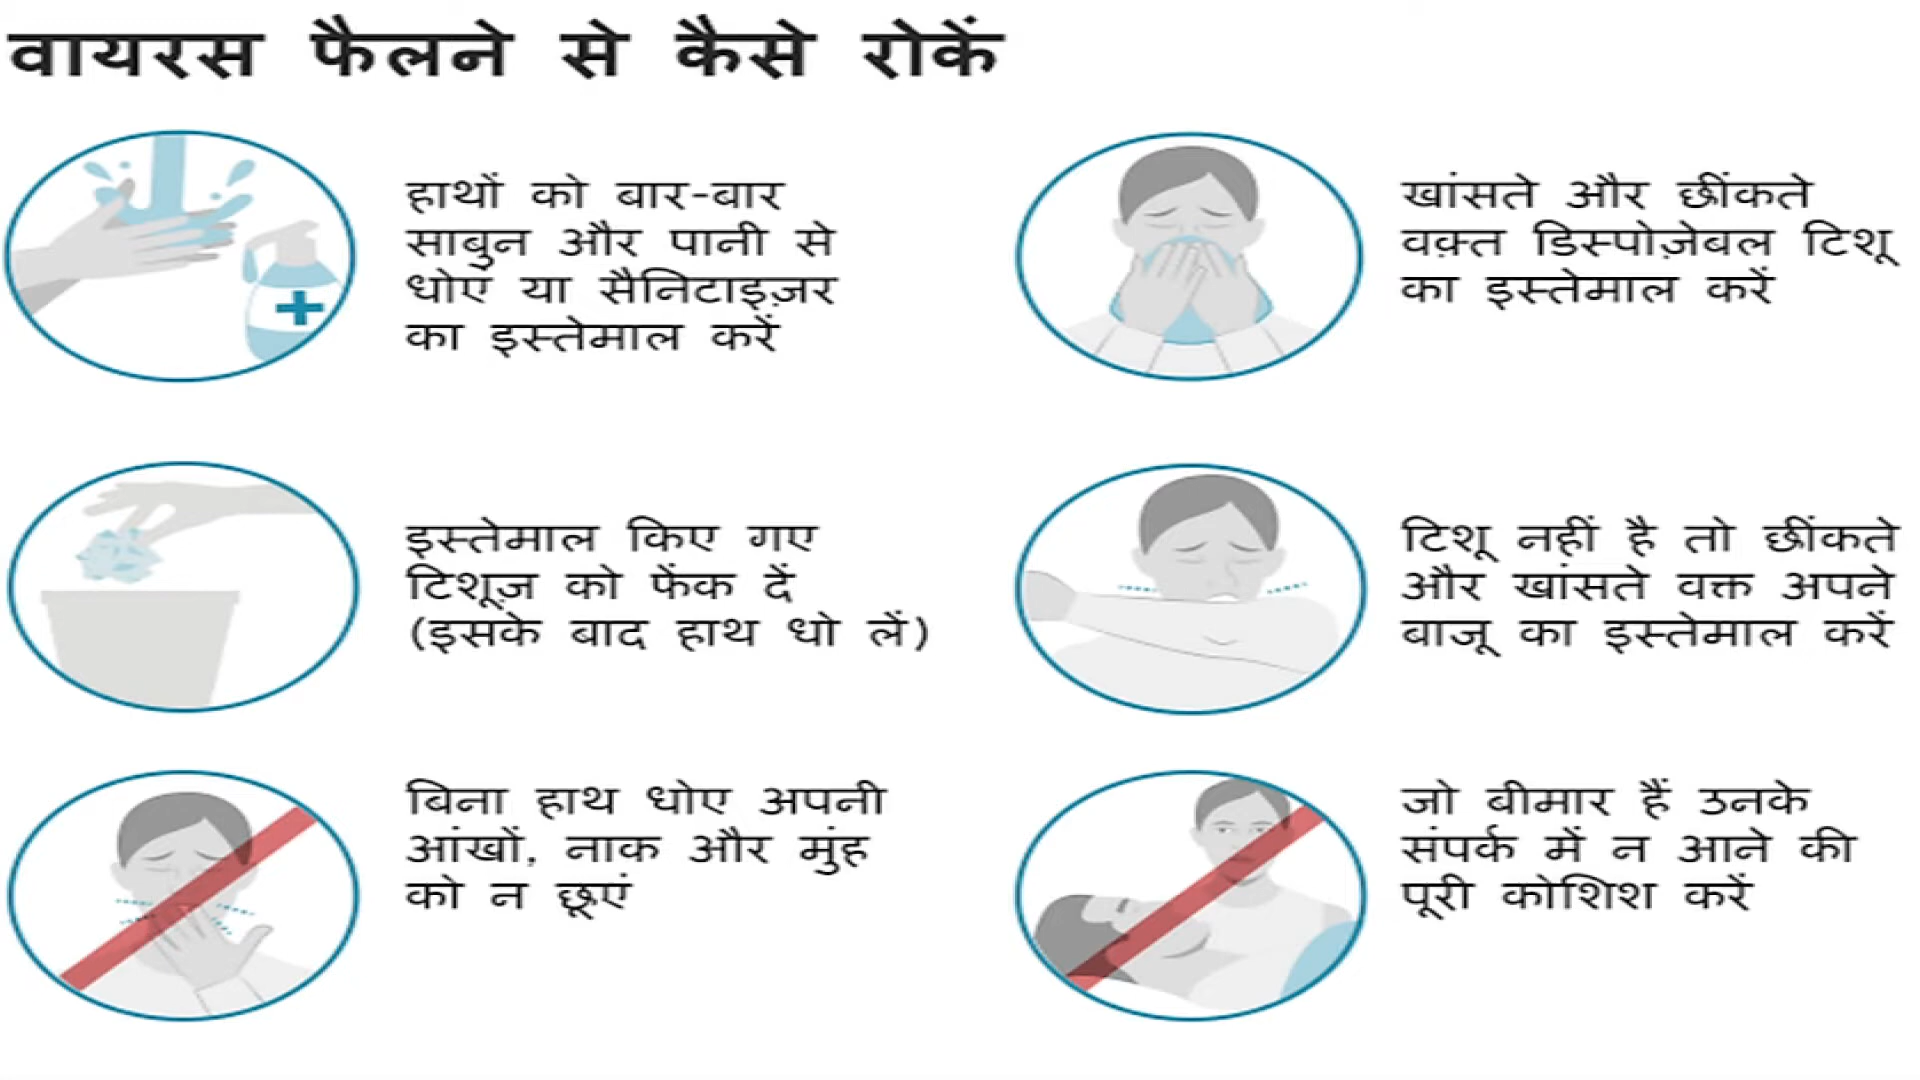 वायरस फैलने से कैसे रोकें
हाथों को बार-बार
साबुन और पानी से
धोएं या सैनिटाइज़र
का इस्तेमाल करें
खांसते और छींकते
वक़्त डिस्पोज़ेबल टिशू
का इस्तेमाल करें
इस्तेमाल किए गए
टिशूज़ को फेंक दें
(इसके बाद हाथ धो लें)
टिशू नहीं है तो छींकते
और खांसते वक्त अपने
बाजू का इस्तेमाल करें
बिना हाथ धोए अपनी
आंखों, नाक और मुंह
को न छूएं
जो बीमार हैं उनके
संपर्क में न आने की
पूरी कोशिश करें